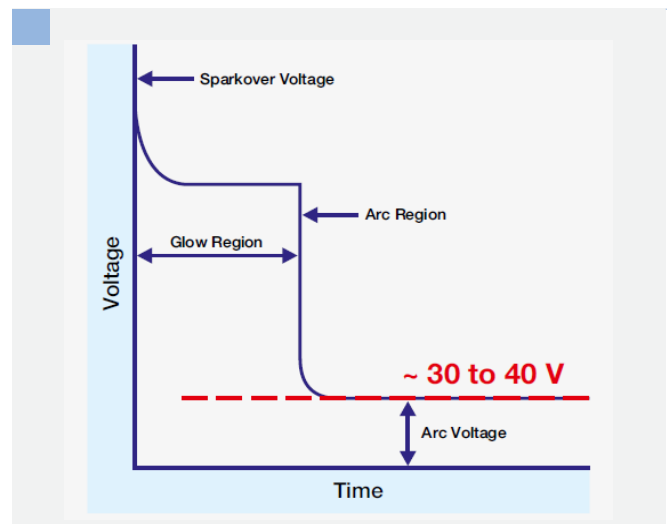 Sparkover Voltage
Arc Region
Glow Region
Voltage
~ 30 to 40 V
Arc Voltage
Time